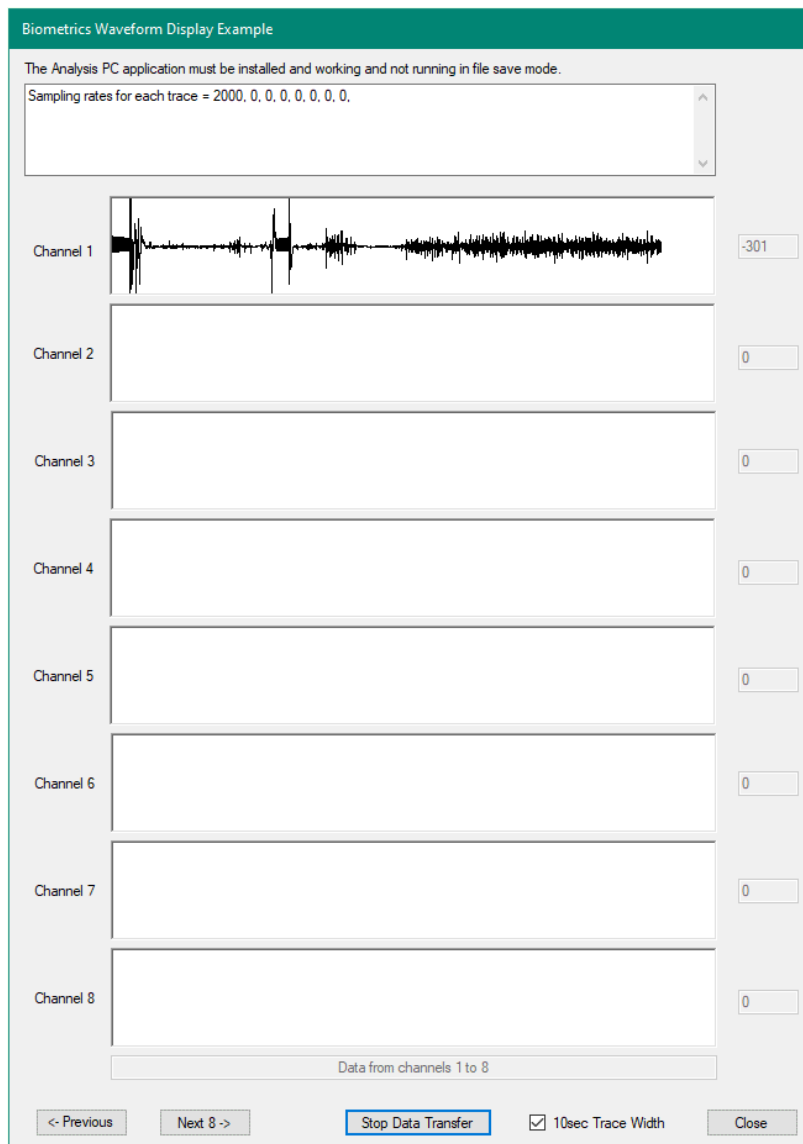 Biometrics Waveform Display Example
The Analysis PC application must be installed and working and not running in file save mode.
Sampling rates for each trace = 2000, 0, 0, 0, 0, 0, 0, 0,
Channel 1
-301
Channel 2
0
Channel 3
0
Channel 4
0
Channel 5
0
Channel 6
0
Channel 7
0
Channel 8
0
Data from channels 1 to 8
<- Previous Next 8 -> Stop Data Transfer 10sec Trace Width Close